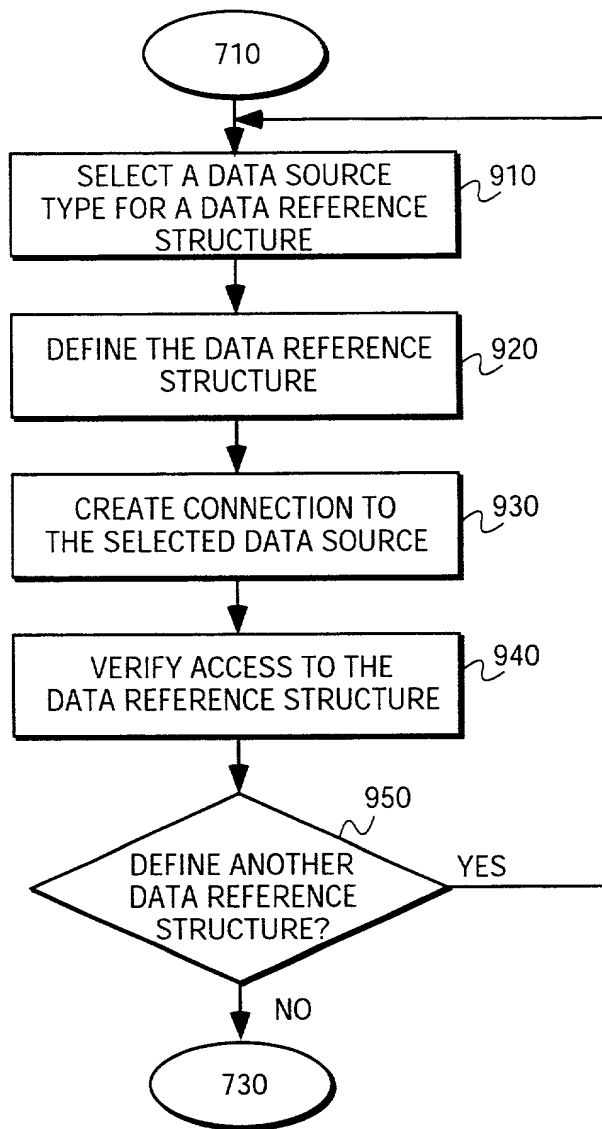 710
SELECT A DATA SOURCE
TYPE FOR A DATA REFERENCE
STRUCTURE
910
DEFINE THE DATA REFERENCE
STRUCTURE
920
CREATE CONNECTION TO
THE SELECTED DATA SOURCE
930
VERIFY ACCESS TO THE
DATA REFERENCE STRUCTURE
940
950
DEFINE ANOTHER
DATA REFERENCE
STRUCTURE?
YES
NO
730